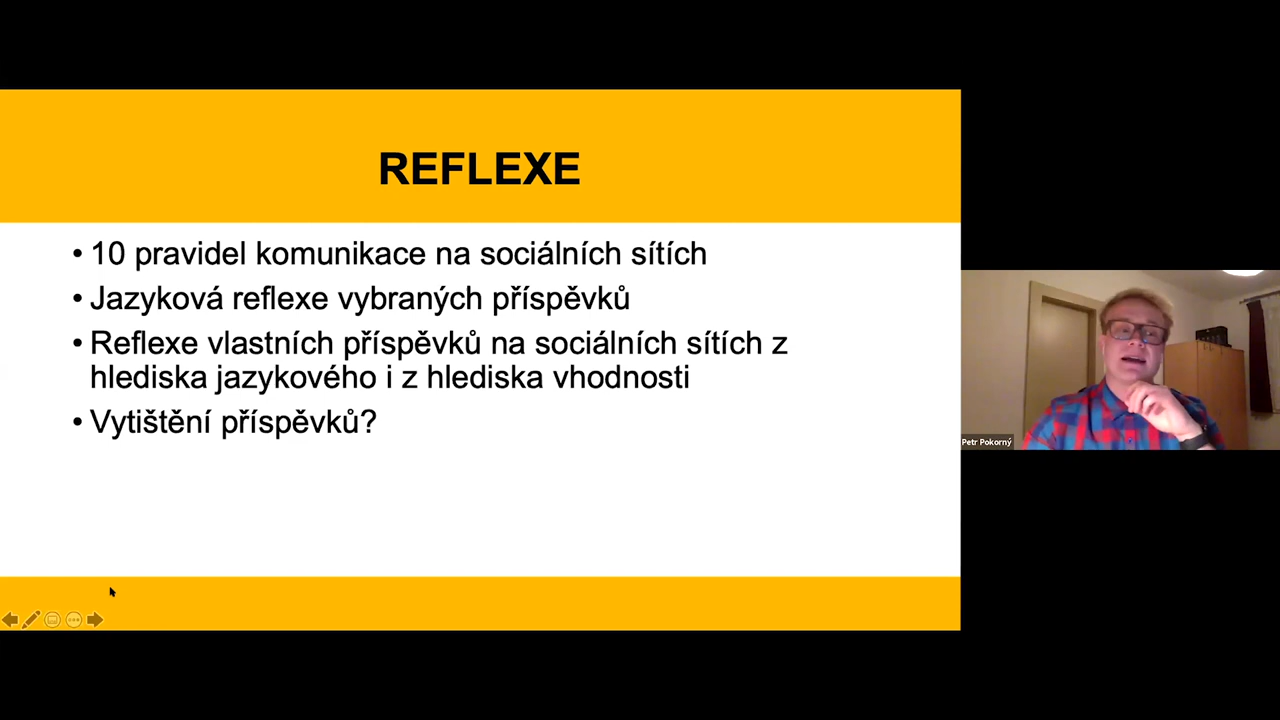 REFLEXE
• 10 pravidel komunikace na sociálních sítích
• Jazyková reflexe vybraných příspěvků
• Reflexe vlastních příspěvků na sociálních sítích z
hlediska jazykového i z hlediska vhodnosti
• Vytištění příspěvků?
Petr Pokorný